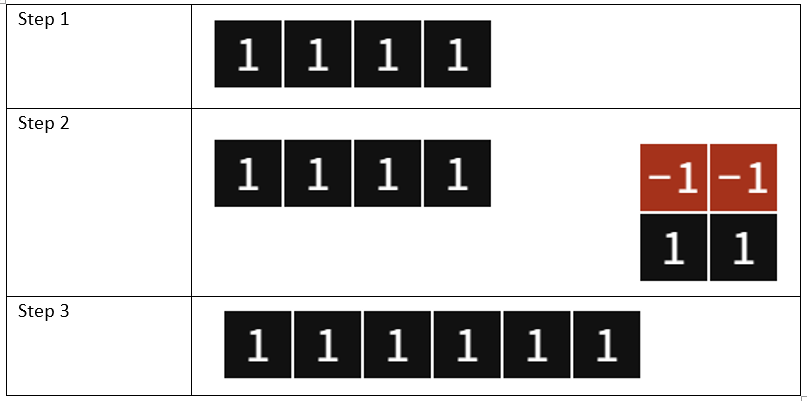 Step 1
1 1 1 1
Step 2
1 1 1 1
−1 −1
1 1
Step 3
1 1 1 1 1 1